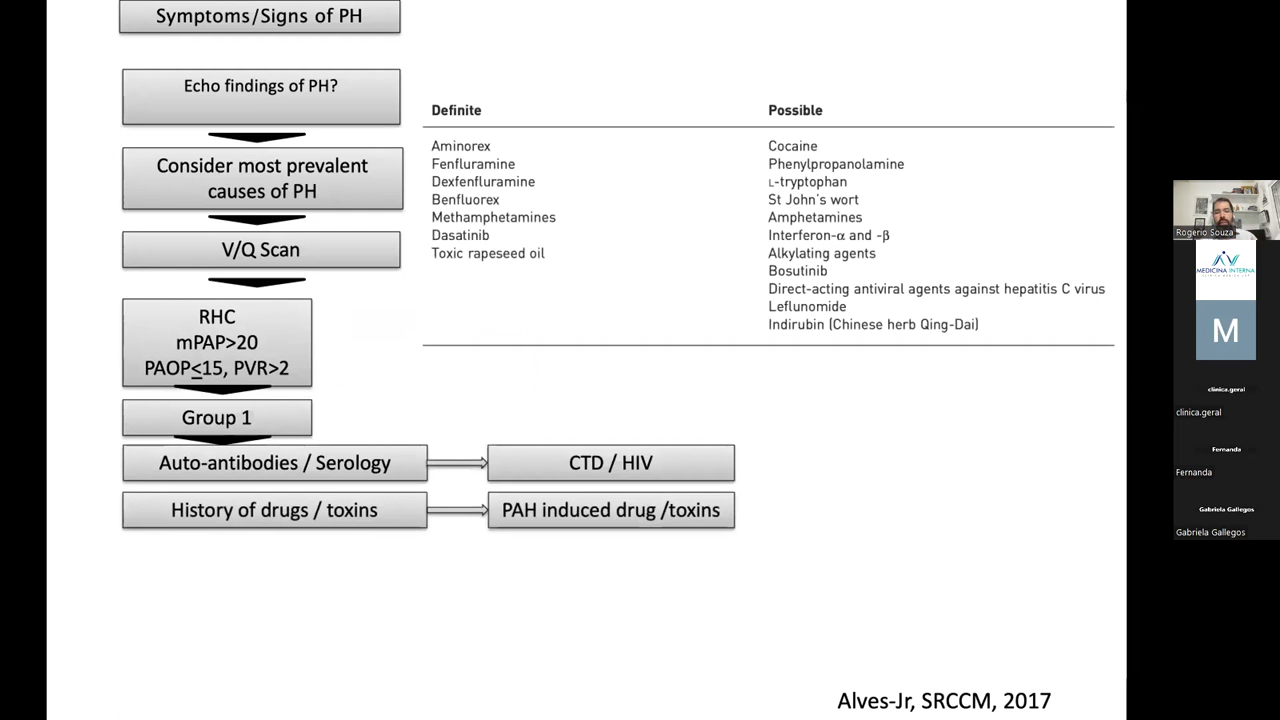 Symptoms/Signs of PH
Echo findings of PH?
Consider most prevalent
causes of PH
V/Q Scan
RHC
mPAP>20
PAOP≤15, PVR>2
Group 1
Auto-antibodies / Serology
CTD / HIV
History of drugs / toxins
PAH induced drug /toxins
Definite
Aminorex
Fenfluramine
Dexfenfluramine
Benfluorex
Methamphetamines
Dasatinib
Toxic rapeseed oil
Possible
Cocaine
Phenylpropanolamine
L-tryptophan
St John's wort
Amphetamines
Interferon-α and -β
Alkylating agents
Bosutinib
Direct-acting antiviral agents against hepatitis C virus
Leflunomide
Indirubin (Chinese herb Qing-Dai)
Alves-Jr, SRCCM, 2017
Rogerio Souza
MEDICINA INTERNA
M
clinica.geral
clinica.geral
Fernanda
Fernanda
Gabriela Gallegos
Gabriela Gallegos